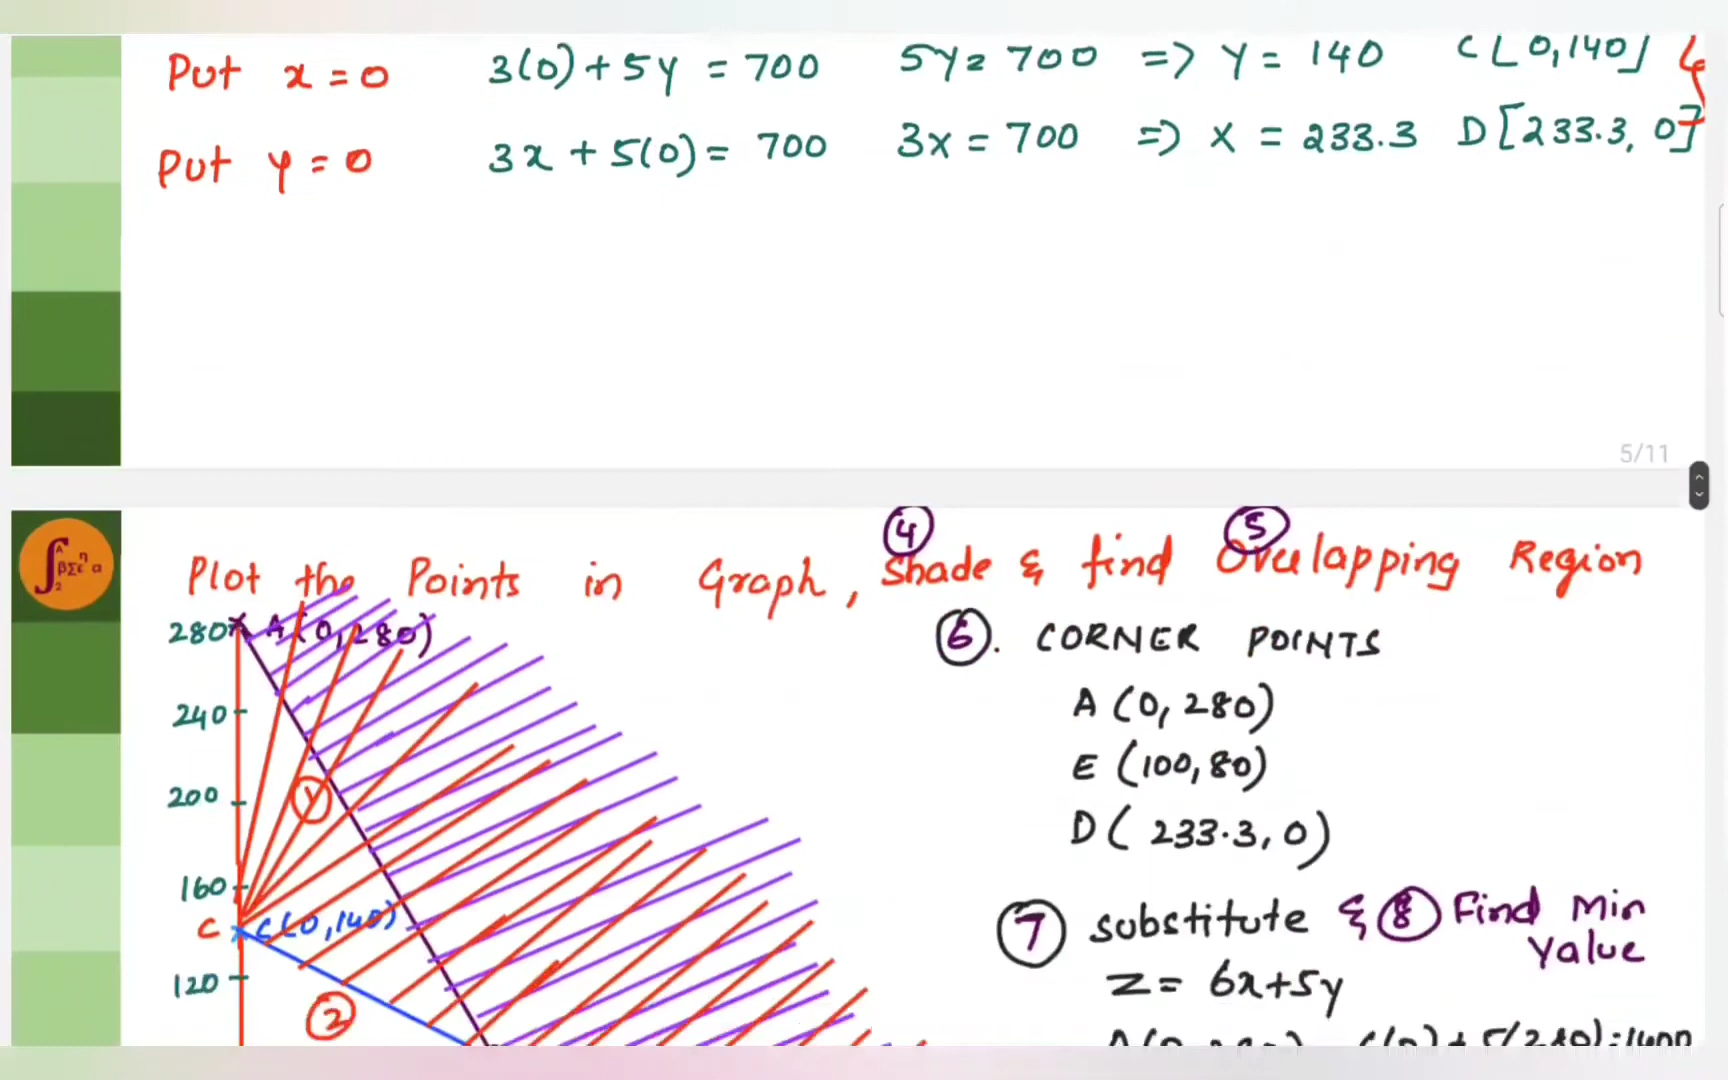 Put x = 0 3(0) + 5y = 700 5y = 700 => y = 140 C[0,140]
Put y = 0 3x + 5(0) = 700 3x = 700 => x = 233.3 D[233.3, 0]
5/11
④ ⑤
Plot the Points in Graph, Shade & find Overlapping Region
280 A(0,280)
⑥. CORNER POINTS
A (0, 280)
240
E (100,80)
200 ①
D ( 233.3, 0)
160
C C(0,140)
⑦ substitute & ⑧ Find Min Value
120
Z = 6x+5y
②